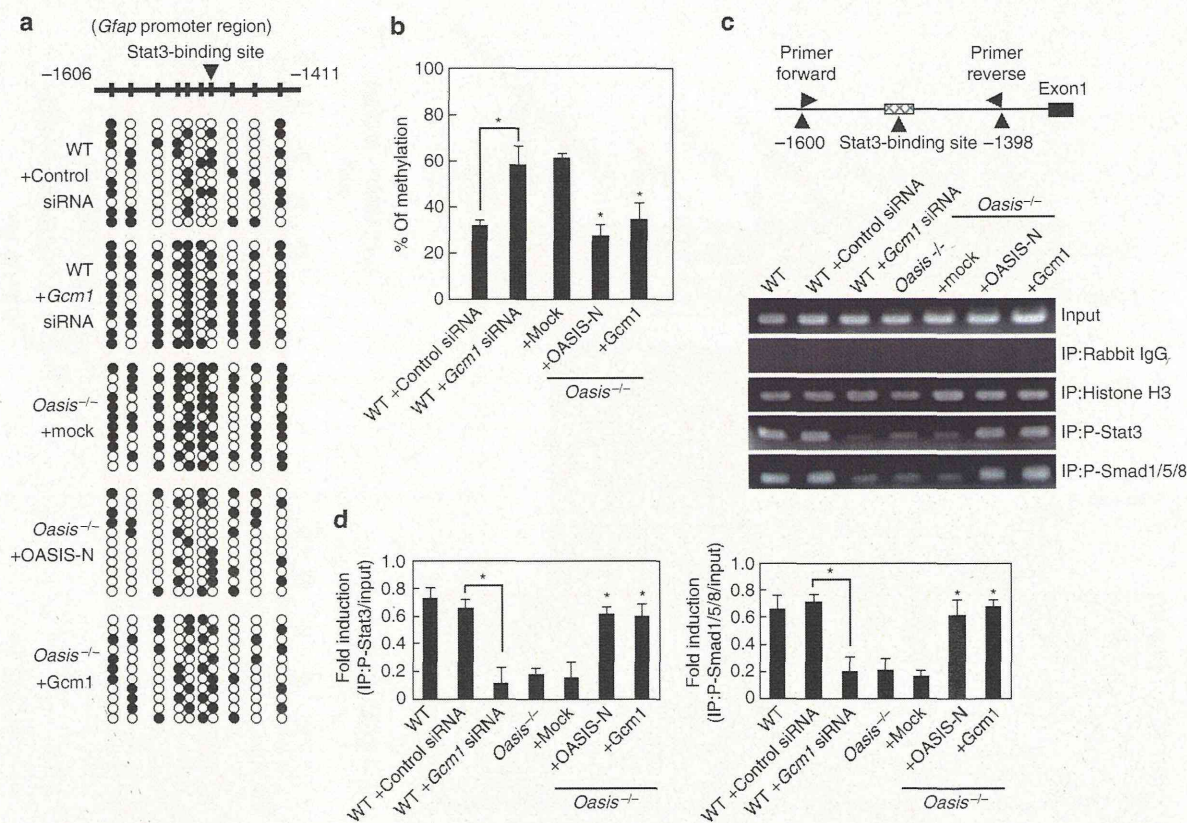 a
(Gfap promoter region)
Stat3-binding site
−1606
−1411
WT
+Control
siRNA
WT
+Gcm1
siRNA
Oasis−/−
+mock
Oasis−/−
+OASIS-N
Oasis−/−
+Gcm1
b
% Of methylation
100
80
60
40
20
0
*
*
*
WT +Control siRNA
WT +Gcm1 siRNA
+Mock
+OASIS-N
+Gcm1
Oasis−/−
c
Primer
forward
Primer
reverse
Exon1
−1600
Stat3-binding site
−1398
WT
WT +Control siRNA
WT +Gcm1 siRNA
Oasis−/−
+mock
+OASIS-N
+Gcm1
Oasis−/−
Input
IP:Rabbit IgG
IP:Histone H3
IP:P-Stat3
IP:P-Smad1/5/8
d
Fold induction
(IP:P-Stat3/input)
1.0
0.8
0.6
0.4
0.2
0
*
*
*
WT
WT +Control siRNA
WT +Gcm1 siRNA
Oasis−/−
+Mock
+OASIS-N
+Gcm1
Oasis−/−
Fold induction
(IP:P-Smad1/5/8/input)
1.0
0.8
0.6
0.4
0.2
0
*
*
*
WT
WT +Control siRNA
WT +Gcm1 siRNA
Oasis−/−
+Mock
+OASIS-N
+Gcm1
Oasis−/−